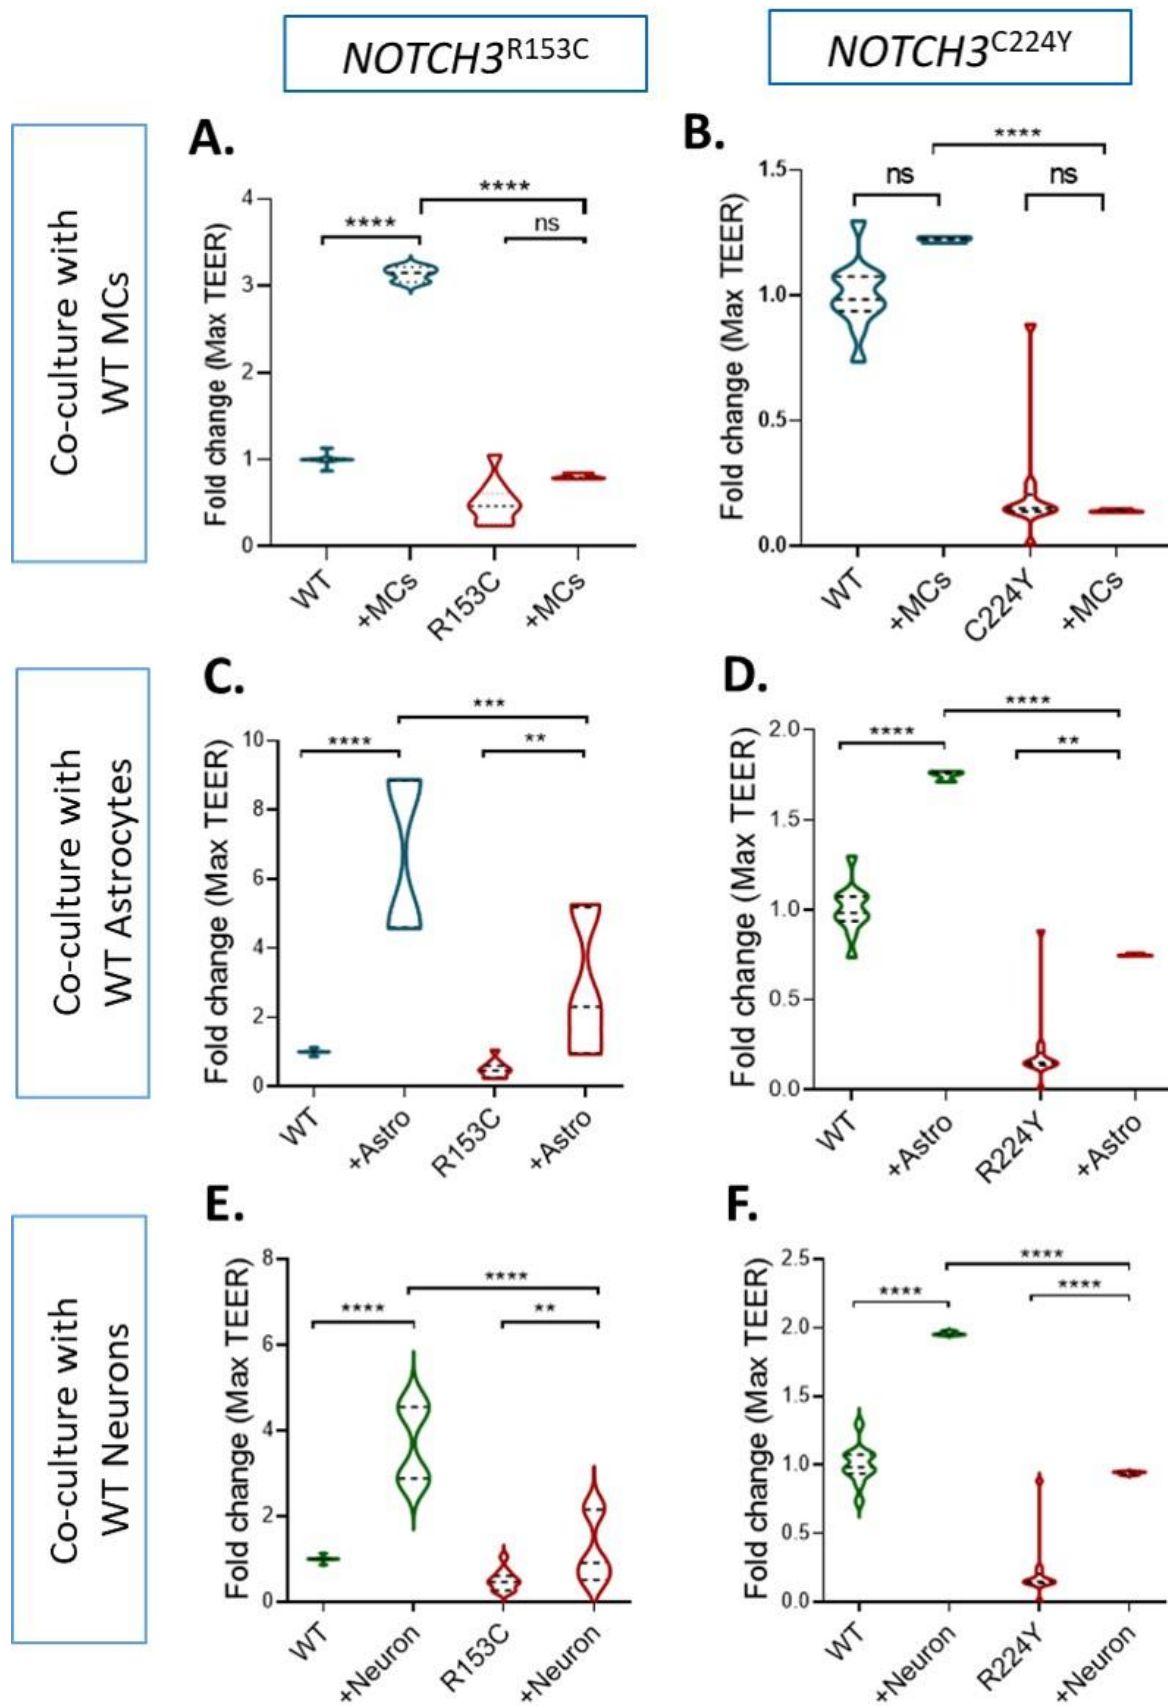 NOTCH3R153C
NOTCH3C224Y
Co-culture with
WT MCs
A.
Fold change (Max TEER)
4
3
2
1
0
****
****
ns
WT
+MCs
R153C
+MCs
B.
Fold change (Max TEER)
1.5
1.0
0.5
0.0
****
ns
ns
WT
+MCs
C224Y
+MCs
Co-culture with
WT Astrocytes
C.
Fold change (Max TEER)
10
8
6
4
2
0
***
****
**
WT
+Astro
R153C
+Astro
D.
Fold change (Max TEER)
2.0
1.5
1.0
0.5
0.0
****
****
**
WT
+Astro
R224Y
+Astro
Co-culture with
WT Neurons
E.
Fold change (Max TEER)
8
6
4
2
0
****
****
**
WT
+Neuron
R153C
+Neuron
F.
Fold change (Max TEER)
2.5
2.0
1.5
1.0
0.5
0.0
****
****
****
WT
+Neuron
R224Y
+Neuron